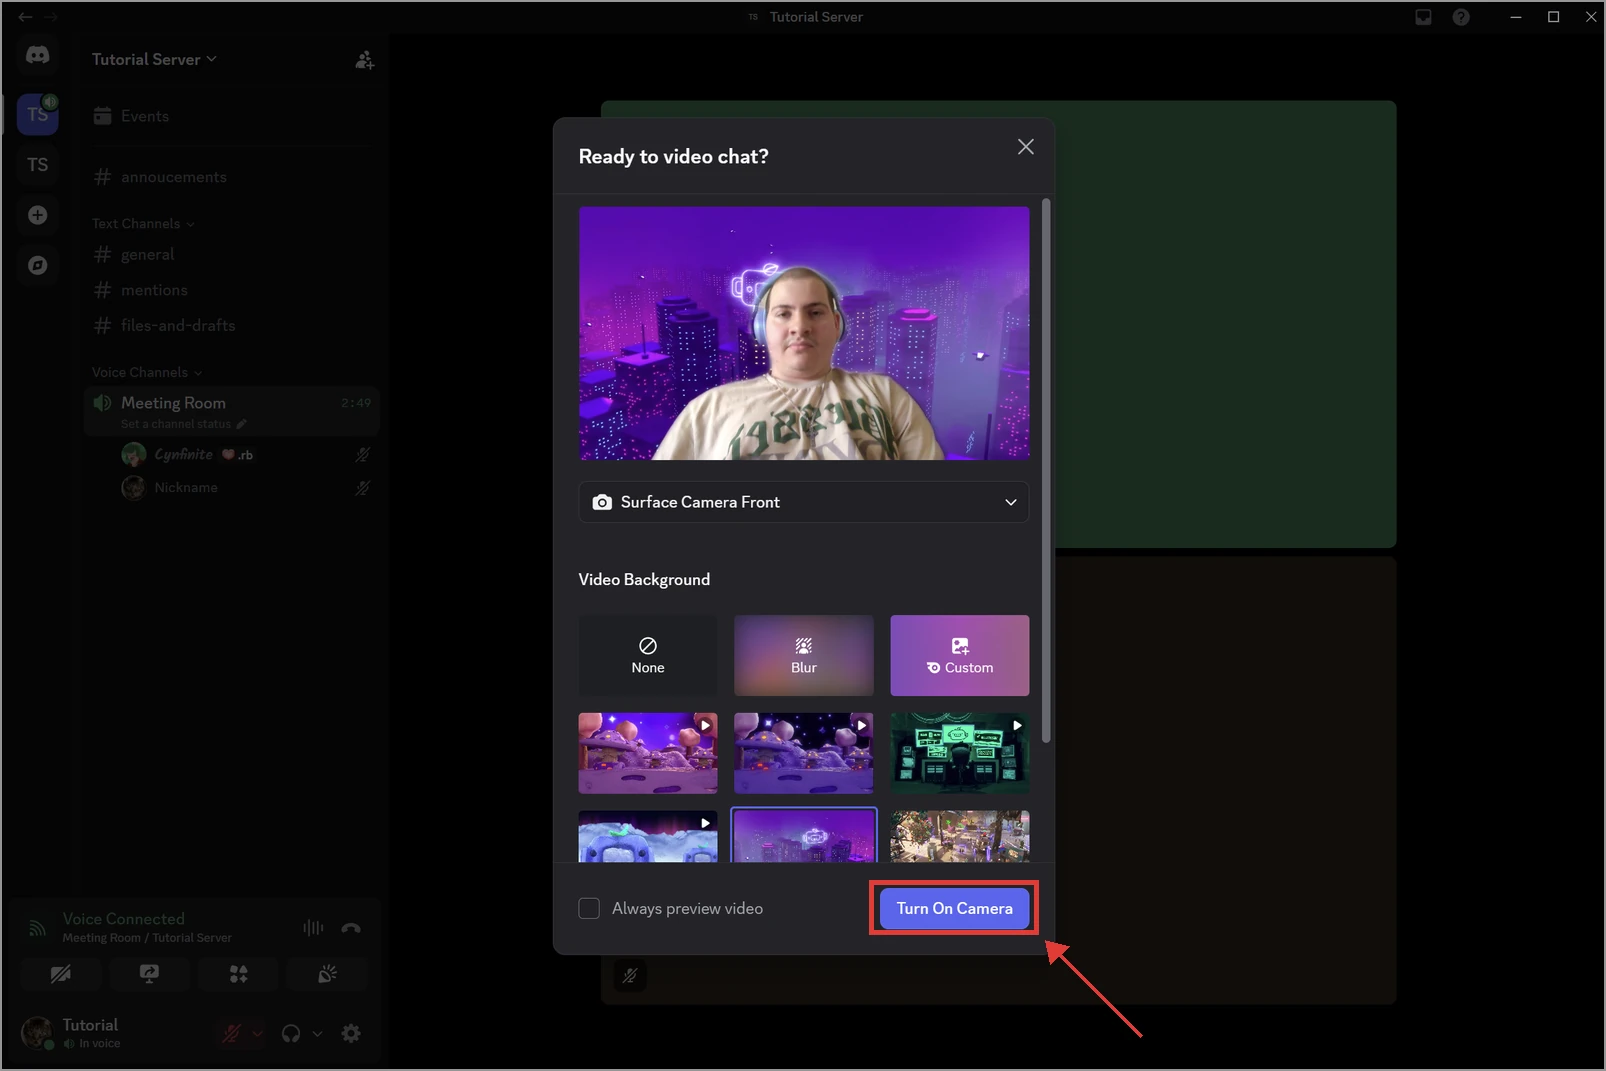 TS Tutorial Server
Tutorial Server
TS
TS
Events
annoucements
Text Channels
general
mentions
files-and-drafts
Voice Channels
Meeting Room 2:49
Set a channel status
Cynfinite .rb
Nickname
Voice Connected
Meeting Room / Tutorial Server
Tutorial
In voice
Ready to video chat?
Surface Camera Front
Video Background
None
Blur
Custom
Always preview video
Turn On Camera